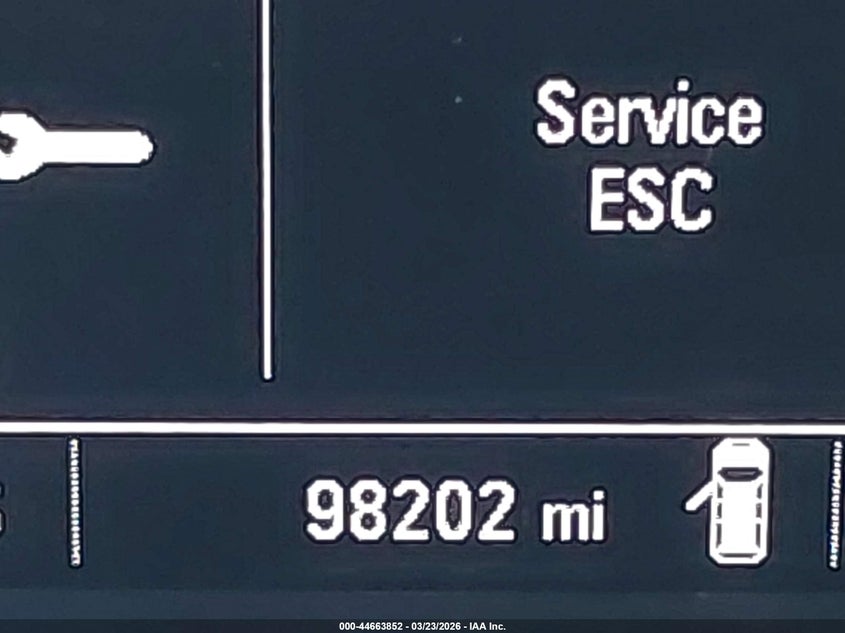 Service
ESC
98202 mi
000-44663852 - 03/23/2026 - IAA Inc.